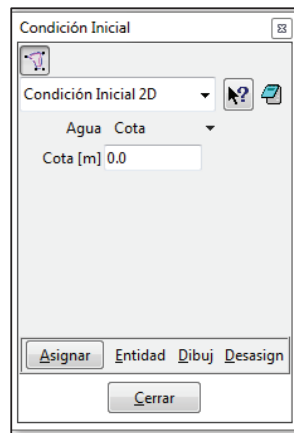 Condición Inicial
Condición Inicial 2D
Agua Cota
Cota [m] 0.0
Asignar Entidad Dibuj Desasign
Cerrar